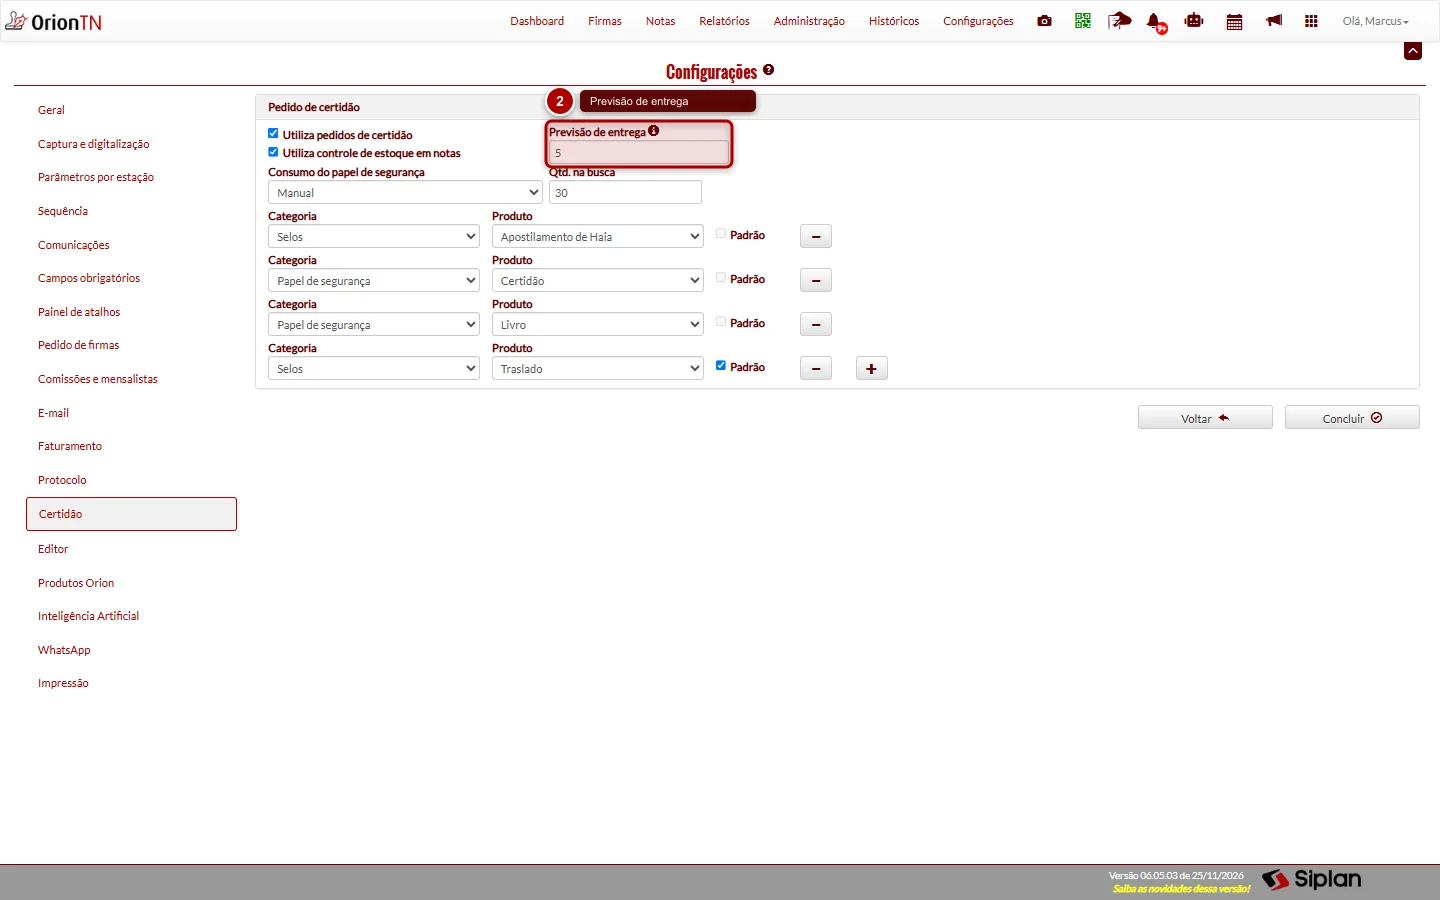 OrionTN
Dashboard Firmas Notas Relatórios Administração Históricos Configurações 9+ Olá, Marcus
Configurações
Geral
Captura e digitalização
Parâmetros por estação
Sequência
Comunicações
Campos obrigatórios
Painel de atalhos
Pedido de firmas
Comissões e mensalistas
E-mail
Faturamento
Protocolo
Certidão
Editor
Produtos Orion
Inteligência Artificial
WhatsApp
Impressão
Pedido de certidão
2 Previsão de entrega
Utiliza pedidos de certidão
Previsão de entrega
Utiliza controle de estoque em notas
5
Consumo do papel de segurança Qtd. na busca
Manual 30
Categoria Produto
Selos Apostilamento de Haia Padrão
Categoria Produto
Papel de segurança Certidão Padrão
Categoria Produto
Papel de segurança Livro Padrão
Categoria Produto
Selos Traslado Padrão
Voltar Concluir
Versão 06.05.03 de 25/11/2026
Saiba as novidades dessa versão!
Siplan